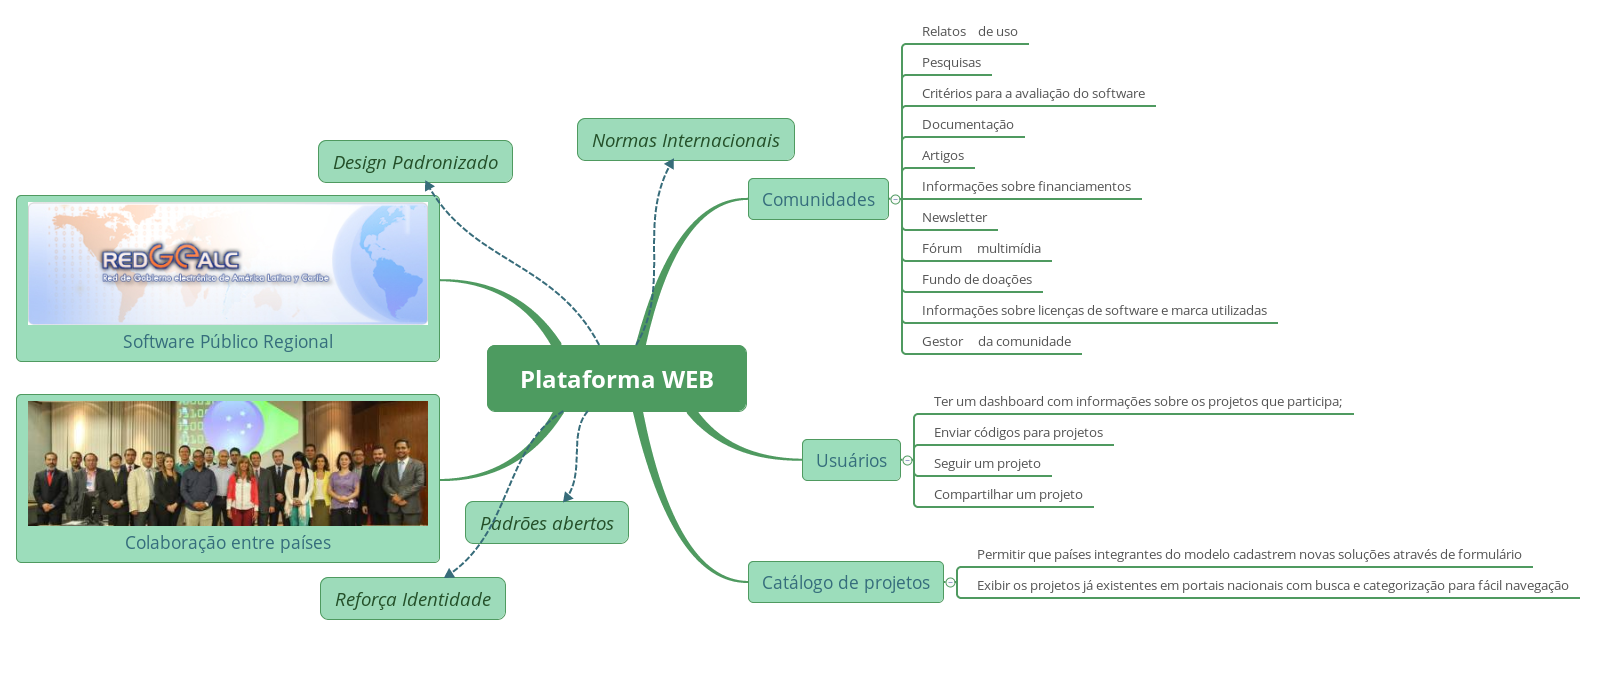 Design Padronizado
Normas Internacionais
REDGEALC
Red de Gobierno electrónico de América Latina y Caribe
Software Público Regional
Plataforma WEB
Colaboração entre países
Padrões abertos
Reforça Identidade
Comunidades
Relatos de uso
Pesquisas
Critérios para a avaliação do software
Documentação
Artigos
Informações sobre financiamentos
Newsletter
Fórum multimídia
Fundo de doações
Informações sobre licenças de software e marca utilizadas
Gestor da comunidade
Usuários
Ter um dashboard com informações sobre os projetos que participa;
Enviar códigos para projetos
Seguir um projeto
Compartilhar um projeto
Catálogo de projetos
Permitir que países integrantes do modelo cadastrem novas soluções através de formulário
Exibir os projetos já existentes em portais nacionais com busca e categorização para fácil navegação